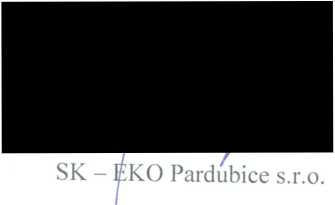 SK – EKO Pardubice s.r.o.